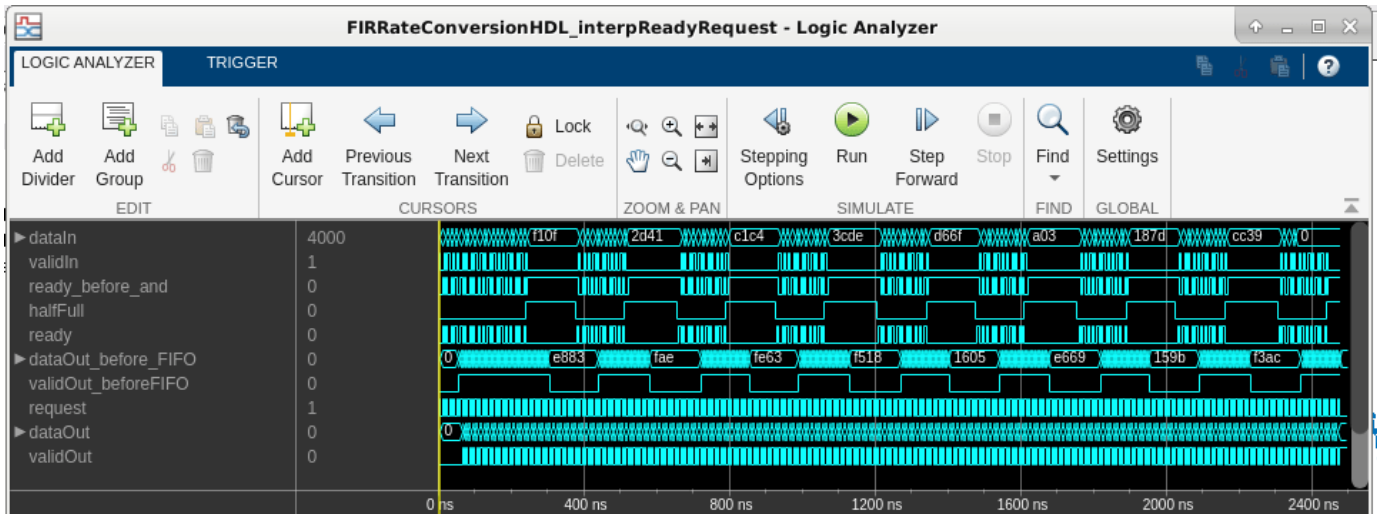 FIRRateConversionHDL_interpReadyRequest - Logic Analyzer
LOGIC ANALYZER TRIGGER
Add Divider
Add Group
Add Cursor
Previous Transition
Next Transition
Lock
Delete
Stepping Options
Run
Step Forward
Stop
Find
Settings
EDIT CURSORS ZOOM & PAN SIMULATE FIND GLOBAL
dataIn 4000 f10f 2d41 c1c4 3cde d66f a03 187d cc39 0
validIn 1
ready_before_and 0
halfFull 0
ready 0
dataOut_before_FIFO 0 0 e883 fae fe63 f518 1605 e669 159b f3ac
validOut_beforeFIFO 0
request 1
dataOut 0 0
validOut 0
0 ns 400 ns 800 ns 1200 ns 1600 ns 2000 ns 2400 ns